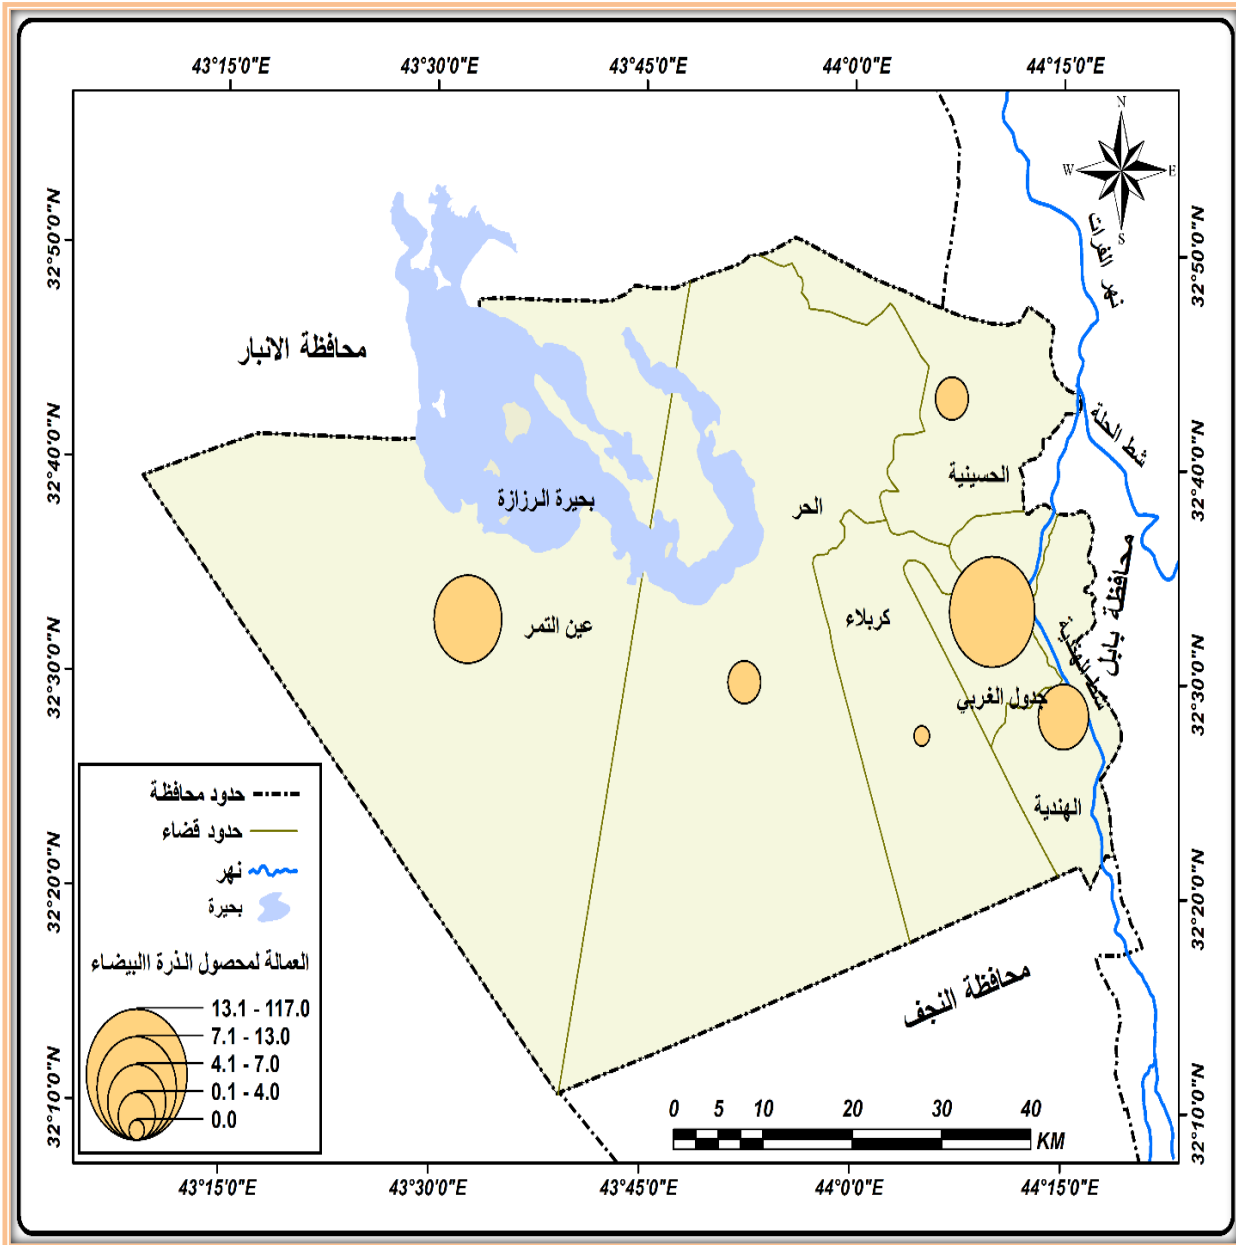 43°15'0"E 43°30'0"E 43°45'0"E 44°0'0"E 44°15'0"E
N
W E
S
32°50'0"N
32°50'0"N
نهر الفرات
محافظة الانبار
32°40'0"N
32°40'0"N
شط الحلة
الحسينية
بحيرة الرزازة
الحر
محافظة بابل
كربلاء
عين التمر
شط الهندية
32°30'0"N
32°30'0"N
جدول الغربي
الهندية
حدود محافظة
حدود قضاء
نهر
بحيرة
32°20'0"N
32°20'0"N
العمالة لمحصول الذرة االبيضاء
محافظة النجف
13.1 - 117.0
7.1 - 13.0
4.1 - 7.0
0.1 - 4.0
0.0
32°10'0"N
32°10'0"N
0 5 10 20 30 40
KM
43°15'0"E 43°30'0"E 43°45'0"E 44°0'0"E 44°15'0"E